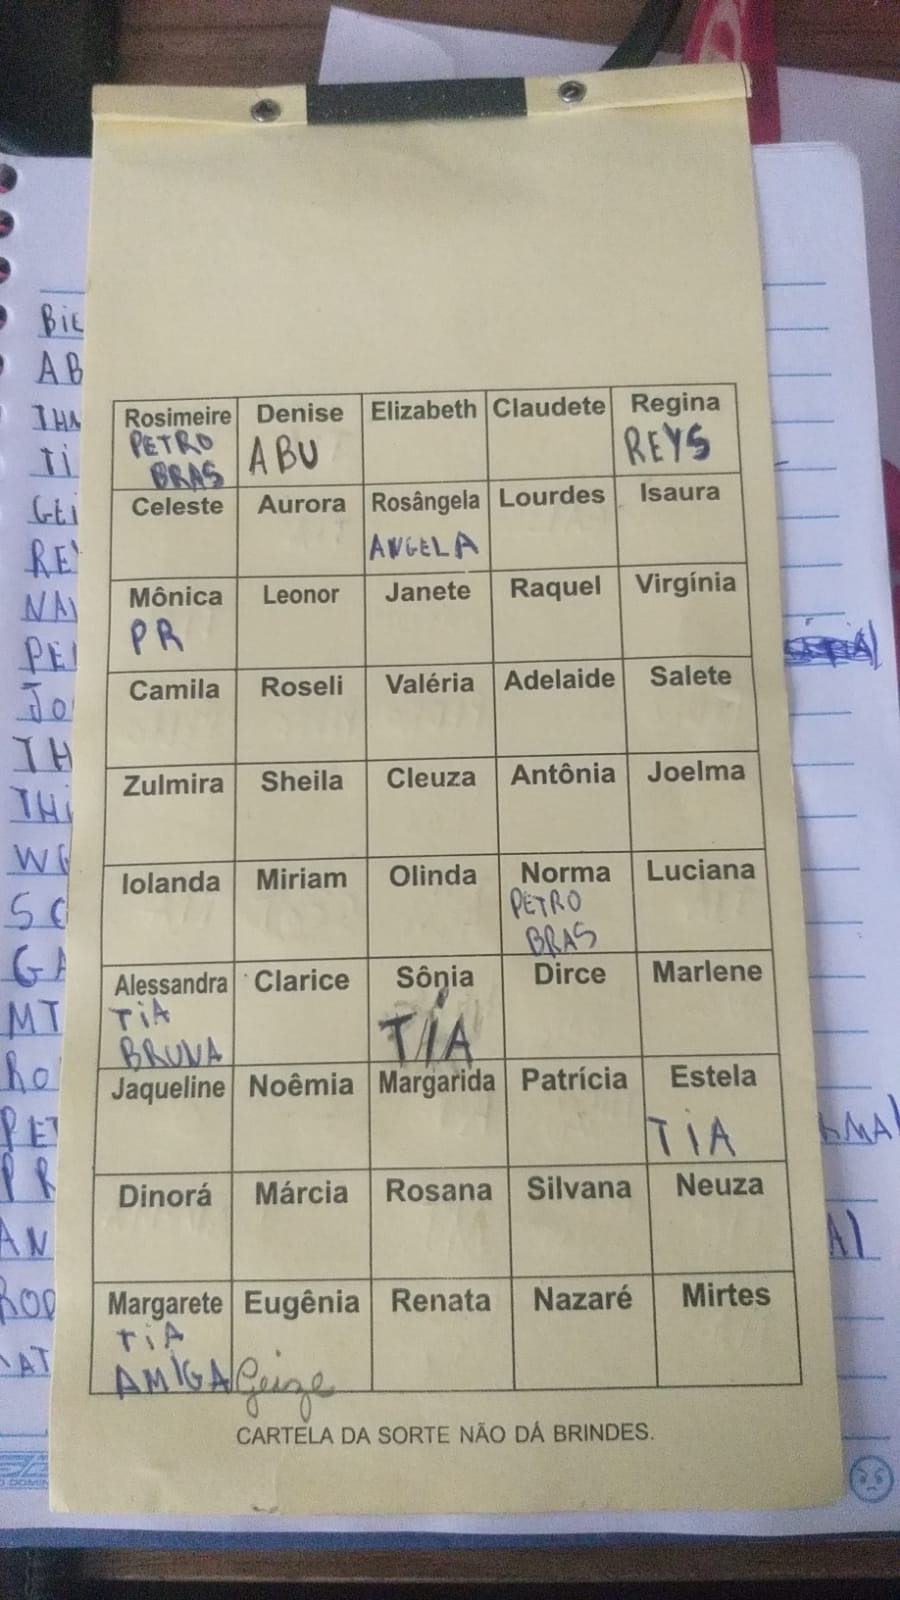 Rosimeire Denise Elizabeth Claudete Regina
PETRO BRAS ABU REYS
Celeste Aurora Rosângela Lourdes Isaura
ANGELA
Mônica Leonor Janete Raquel Virgínia
PR
Camila Roseli Valéria Adelaide Salete
Zulmira Sheila Cleuza Antônia Joelma
Iolanda Miriam Olinda Norma Luciana
PETRO
BRAS
Alessandra Clarice Sônia Dirce Marlene
TIA
BRUNA TIA
Jaqueline Noêmia Margarida Patrícia Estela
TIA
Dinorá Márcia Rosana Silvana Neuza
Margarete Eugênia Renata Nazaré Mirtes
TIA
AMIGA Geize
CARTELA DA SORTE NÃO DÁ BRINDES.